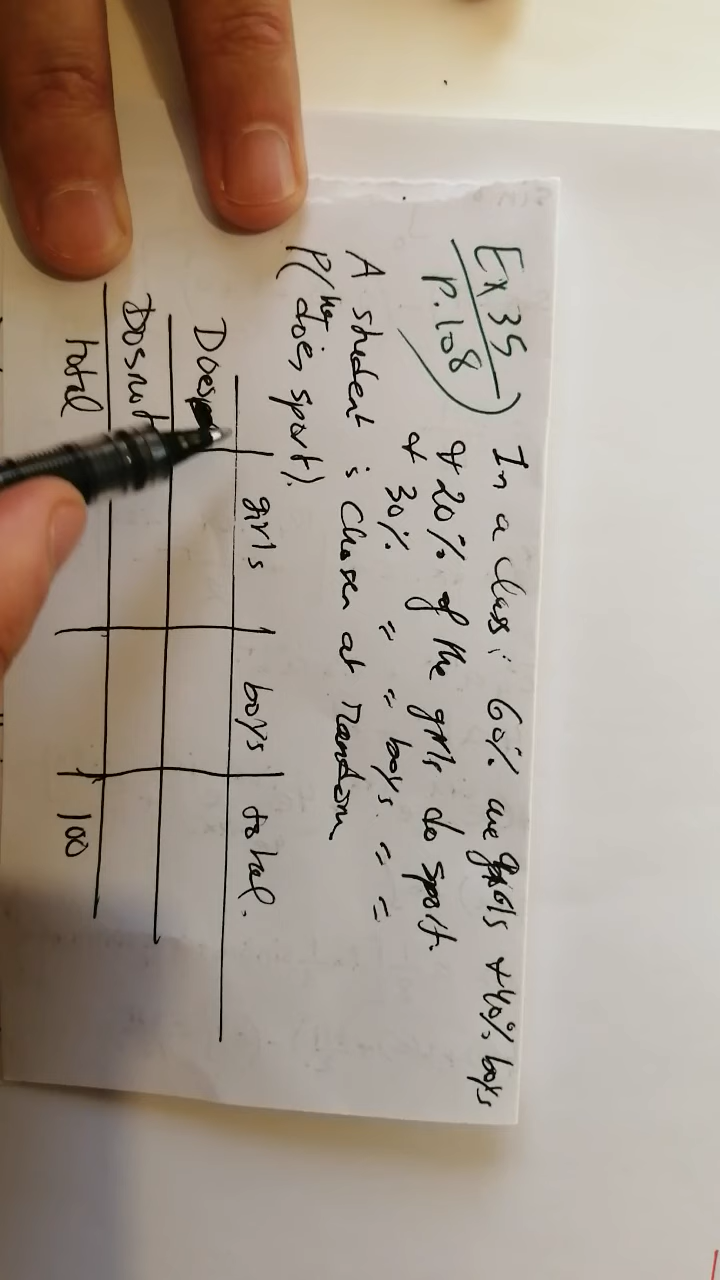 Ex 35
p.108
In a class: 60% are girls & 40% boys
& 20% of the girls do sport.
& 30% = = boys. = =
A student is chosen at random
P(he does sport).
girls boys total.
Does
Dosnot
total 100